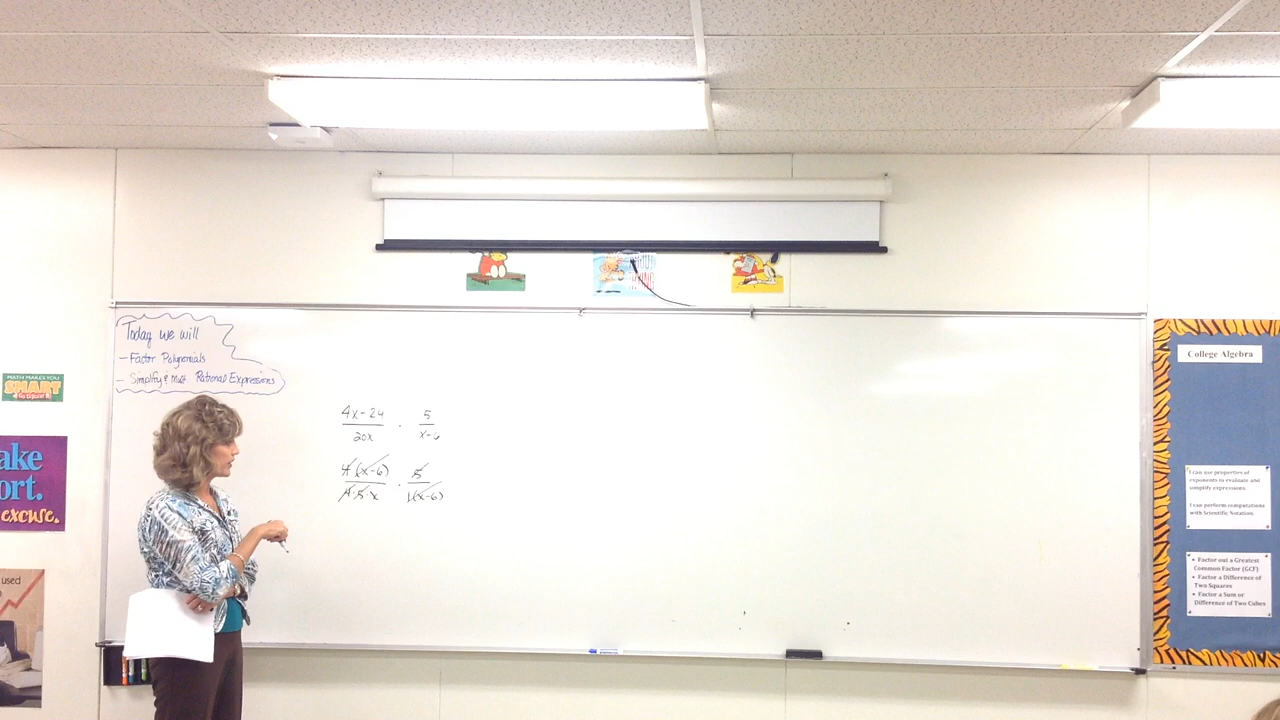 Today we will
- Factor Polynomials
- Simplify & Mult Rational Expressions
4x - 24 5
20x · x - 6
4 (x - 6) 5
4 · 5 · x · 1(x - 6)
MATH MAKES YOU
SMART
ake
ort.
excuse.
used
College Algebra
I can use properties of
exponents to evaluate and
simplify expressions.
I can perform computations
with Scientific Notation.
• Factor out a Greatest
Common Factor (GCF)
• Factor a Difference of
Two Squares
• Factor a Sum or
Difference of Two Cubes